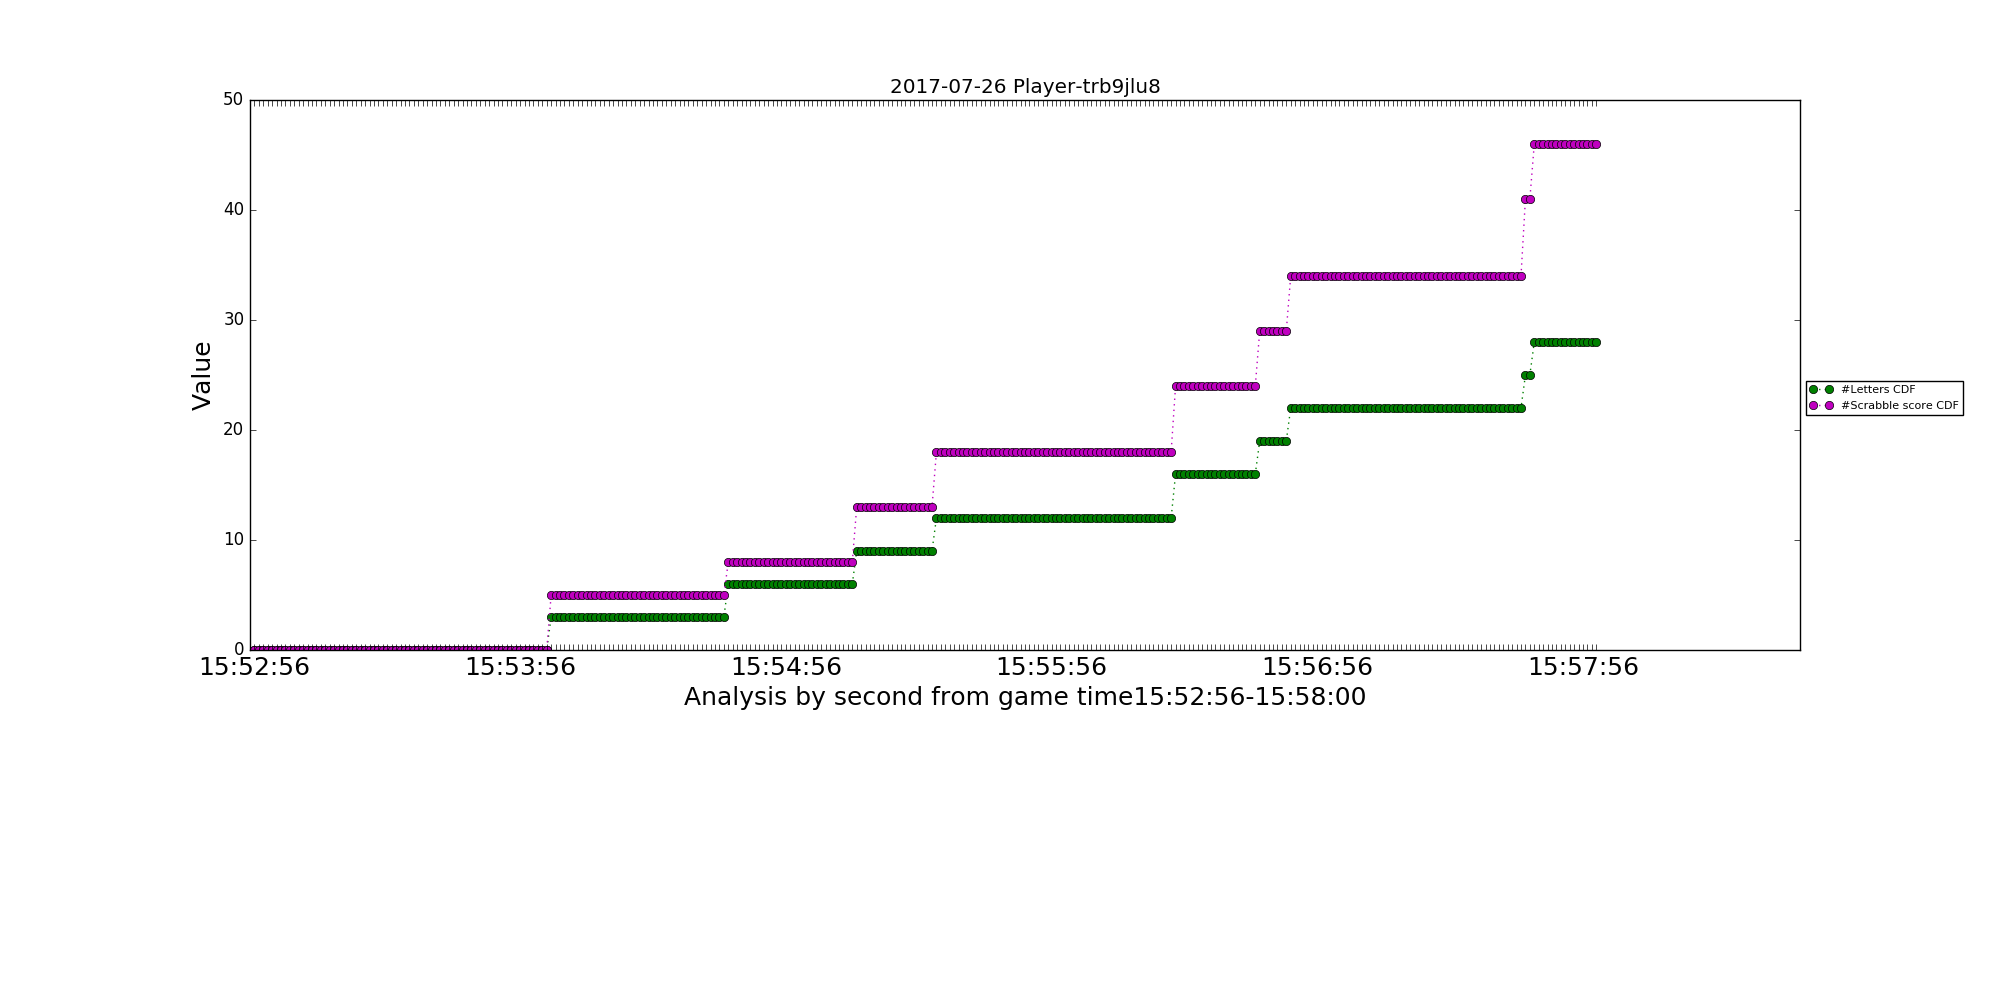 2017-07-26 Player-trb9jlu8
50
40
30
20
10
0
Value
15:52:56 15:53:56 15:54:56 15:55:56 15:56:56 15:57:56
Analysis by second from game time15:52:56-15:58:00
#Letters CDF
#Scrabble score CDF